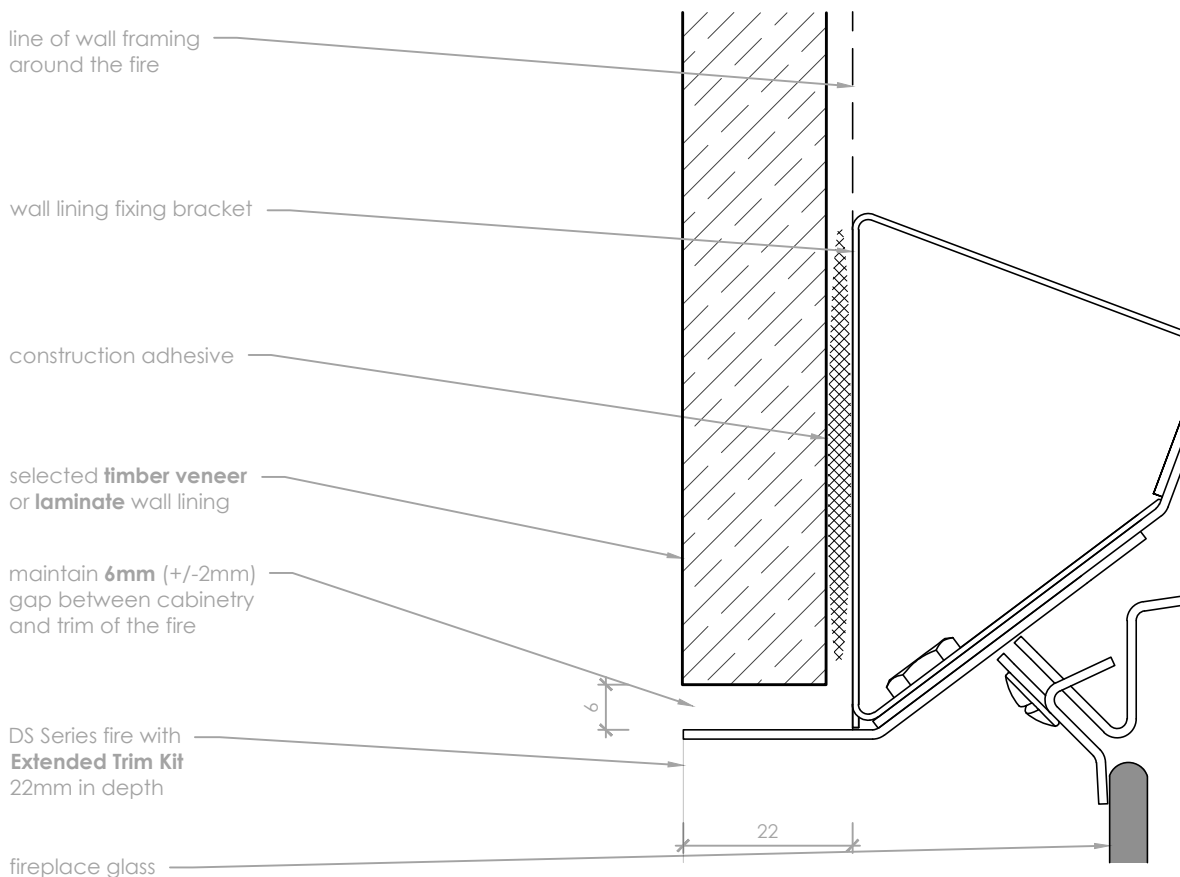 line of wall framing
around the fire
wall lining fixing bracket
construction adhesive
selected timber veneer
or laminate wall lining
maintain 6mm (+/-2mm)
gap between cabinetry
and trim of the fire
6
DS Series fire with
Extended Trim Kit
22mm in depth
22
fireplace glass